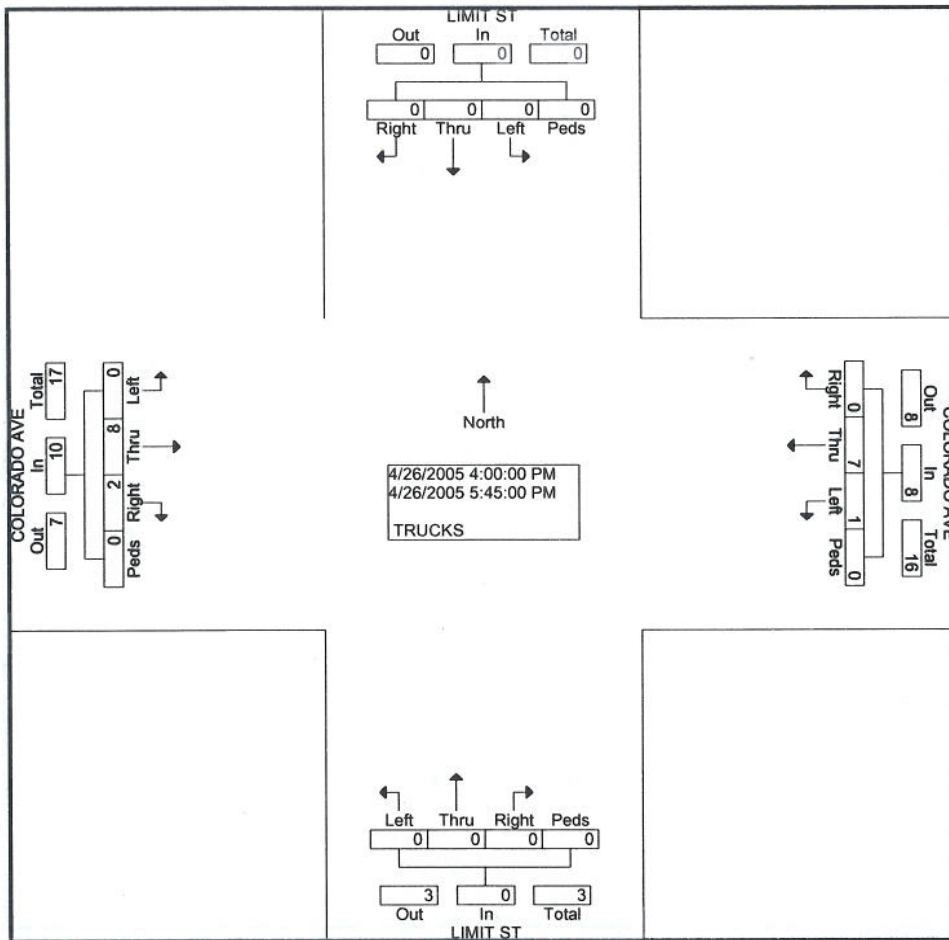 LIMIT ST
Out In Total
0 0 0
0 0 0 0
Right Thru Left Peds
COLORADO AVE
Total In Out
17 10 7
0 8 2 0
Left Thru Right Peds
North
4/26/2005 4:00:00 PM
4/26/2005 5:45:00 PM
TRUCKS
Right Thru Left Peds
0 7 1 0
8 8 16
Out In Total
COLORADO AVE
Left Thru Right Peds
0 0 0 0
3 0 3
Out In Total
LIMIT ST